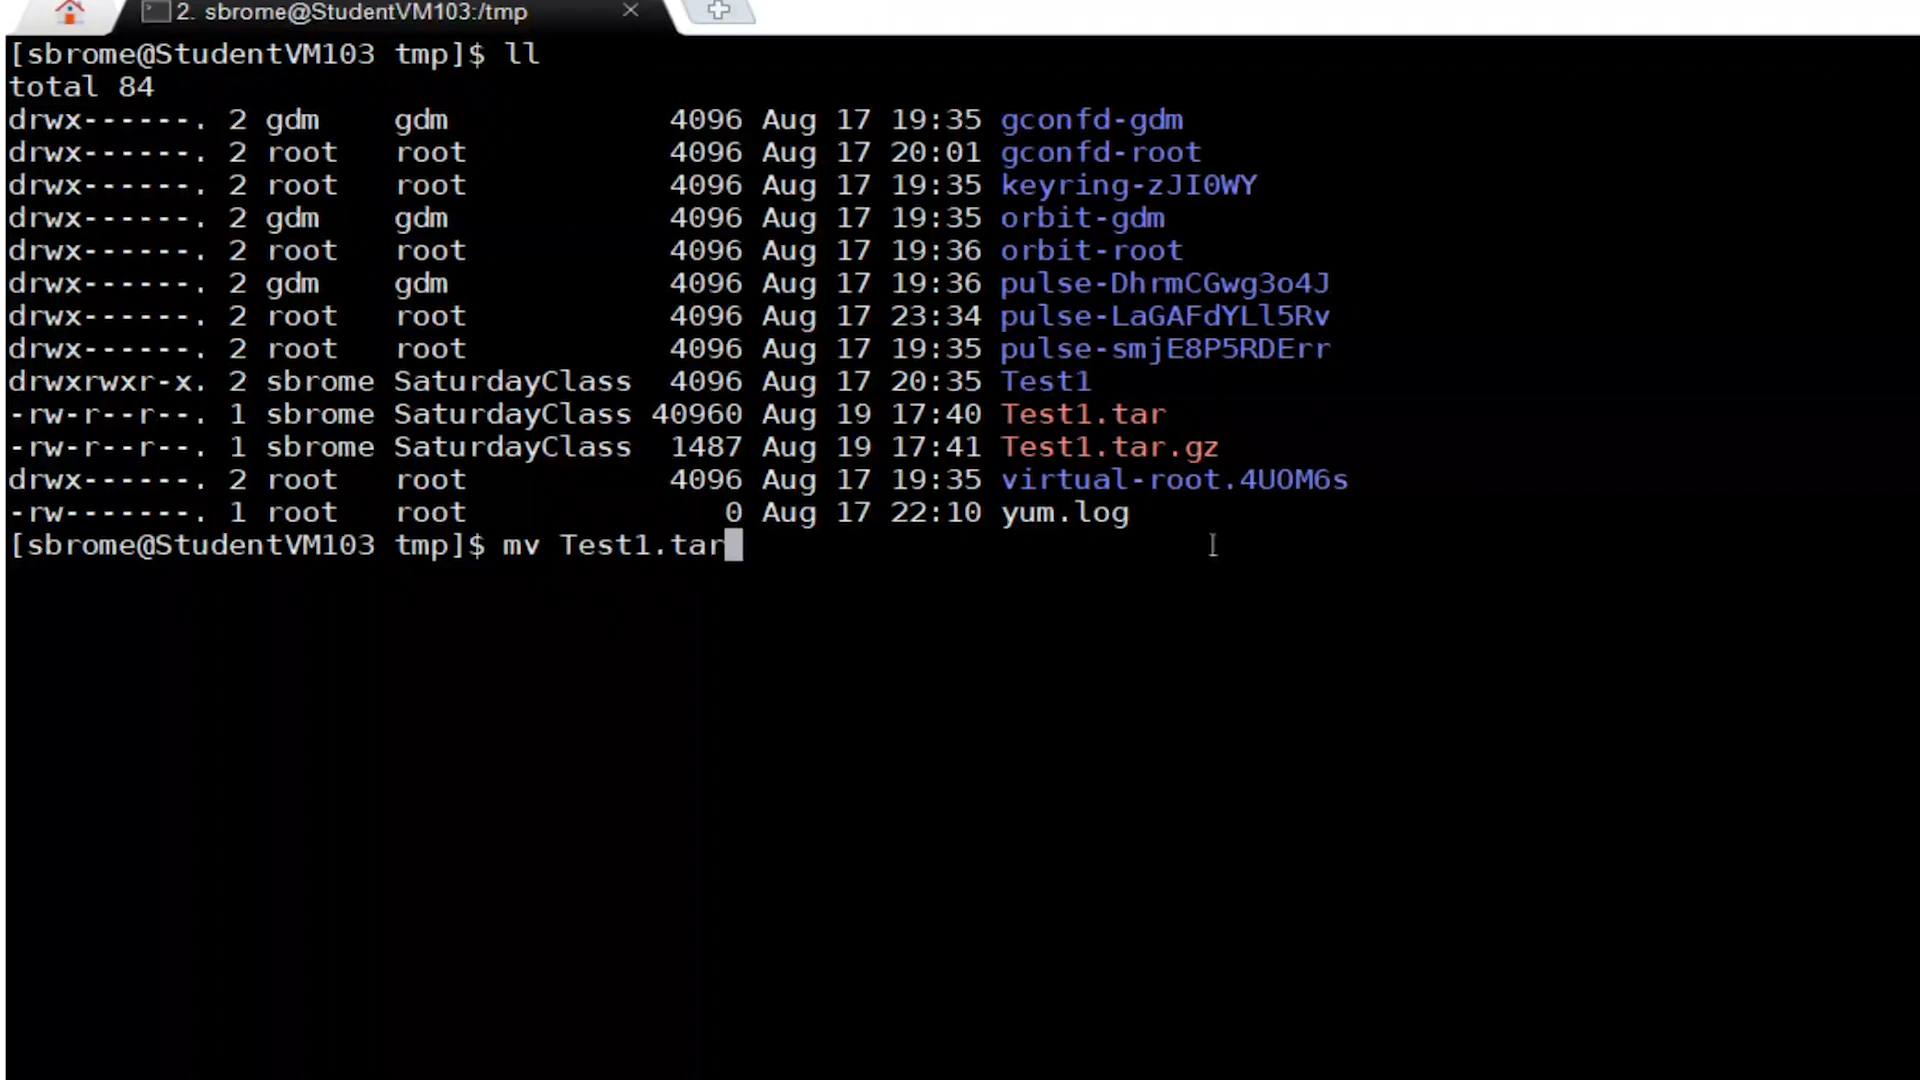 2. sbrome@StudentVM103:/tmp
[sbrome@StudentVM103 tmp]$ ll
total 84
drwx------. 2 gdm    gdm             4096 Aug 17 19:35 gconfd-gdm
drwx------. 2 root   root            4096 Aug 17 20:01 gconfd-root
drwx------. 2 root   root            4096 Aug 17 19:35 keyring-zJI0WY
drwx------. 2 gdm    gdm             4096 Aug 17 19:35 orbit-gdm
drwx------. 2 root   root            4096 Aug 17 19:36 orbit-root
drwx------. 2 gdm    gdm             4096 Aug 17 19:36 pulse-DhrmCGwg3o4J
drwx------. 2 root   root            4096 Aug 17 23:34 pulse-LaGAFdYLl5Rv
drwx------. 2 root   root            4096 Aug 17 19:35 pulse-smjE8P5RDErr
drwxrwxr-x. 2 sbrome SaturdayClass  4096 Aug 17 20:35 Test1
-rw-r--r--. 1 sbrome SaturdayClass 40960 Aug 19 17:40 Test1.tar
-rw-r--r--. 1 sbrome SaturdayClass  1487 Aug 19 17:41 Test1.tar.gz
drwx------. 2 root   root            4096 Aug 17 19:35 virtual-root.4UOM6s
-rw-------. 1 root   root               0 Aug 17 22:10 yum.log
[sbrome@StudentVM103 tmp]$ mv Test1.tar